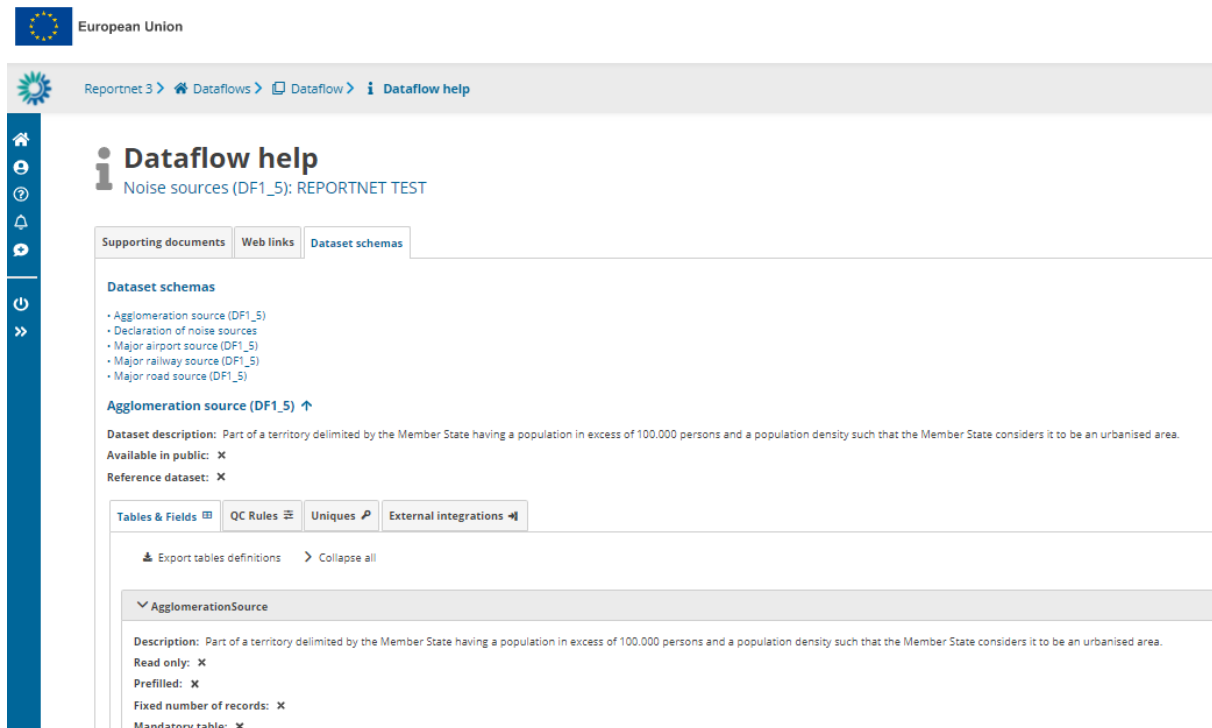 European Union
Reportnet 3 Dataflows Dataflow Dataflow help
Dataflow help
Noise sources (DF1_5): REPORTNET TEST
Supporting documents Web links Dataset schemas
Dataset schemas
• Agglomeration source (DF1_5)
• Declaration of noise sources
• Major airport source (DF1_5)
• Major railway source (DF1_5)
• Major road source (DF1_5)
Agglomeration source (DF1_5)
Dataset description: Part of a territory delimited by the Member State having a population in excess of 100.000 persons and a population density such that the Member State considers it to be an urbanised area.
Available in public:
Reference dataset:
Tables & Fields QC Rules Uniques External integrations
Export tables definitions Collapse all
AgglomerationSource
Description: Part of a territory delimited by the Member State having a population in excess of 100.000 persons and a population density such that the Member State considers it to be an urbanised area.
Read only:
Prefilled:
Fixed number of records:
Mandatory table: